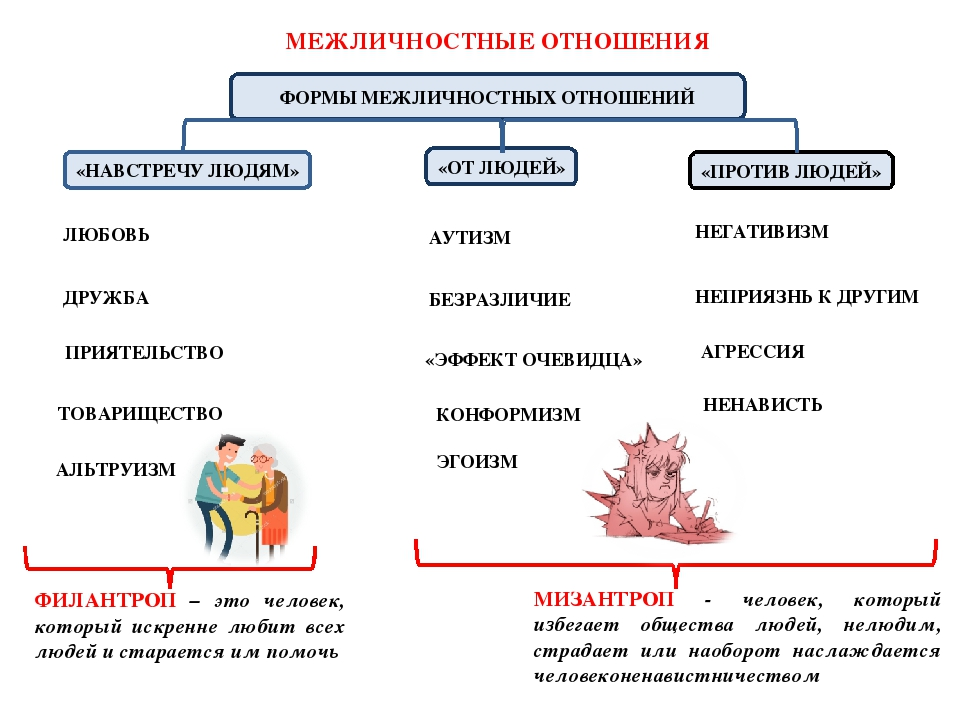 МЕЖЛИЧНОСТНЫЕ ОТНОШЕНИЯ
ФОРМЫ МЕЖЛИЧНОСТНЫХ ОТНОШЕНИЙ
«НАВСТРЕЧУ ЛЮДЯМ»
ЛЮБОВЬ
ДРУЖБА
ПРИЯТЕЛЬСТВО
ТОВАРИЩЕСТВО
АЛЬТРУИЗМ
«ОТ ЛЮДЕЙ»
АУТИЗМ
БЕЗРАЗЛИЧИЕ
«ЭФФЕКТ ОЧЕВИДЦА»
КОНФОРМИЗМ
ЭГОИЗМ
«ПРОТИВ ЛЮДЕЙ»
НЕГАТИВИЗМ
НЕПРИЯЗНЬ К ДРУГИМ
АГРЕССИЯ
НЕНАВИСТЬ
ФИЛАНТРОП – это человек,
который искренне любит всех
людей и старается им помочь
МИЗАНТРОП - человек, который
избегает общества людей, нелюдим,
страдает или наоборот наслаждается
человеконенавистничеством